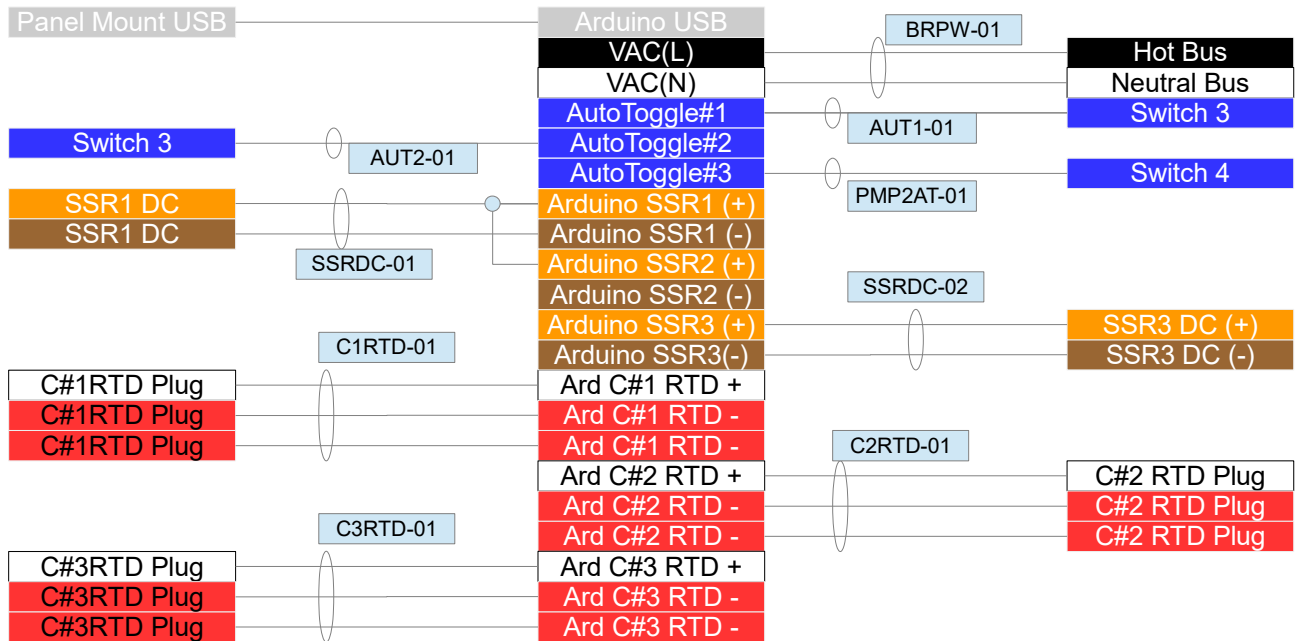 Panel Mount USB
Arduino USB
BRPW-01
VAC(L)
Hot Bus
VAC(N)
Neutral Bus
AutoToggle#1
Switch 3
AUT1-01
Switch 3
AutoToggle#2
AUT2-01
AutoToggle#3
Switch 4
PMP2AT-01
SSR1 DC
Arduino SSR1 (+)
SSR1 DC
Arduino SSR1 (-)
SSRDC-01
Arduino SSR2 (+)
SSRDC-02
Arduino SSR2 (-)
Arduino SSR3 (+)
SSR3 DC (+)
C1RTD-01
Arduino SSR3(-)
SSR3 DC (-)
C#1RTD Plug
Ard C#1 RTD +
C#1RTD Plug
Ard C#1 RTD -
C#1RTD Plug
Ard C#1 RTD -
C2RTD-01
Ard C#2 RTD +
C#2 RTD Plug
Ard C#2 RTD -
C#2 RTD Plug
C3RTD-01
Ard C#2 RTD -
C#2 RTD Plug
C#3RTD Plug
Ard C#3 RTD +
C#3RTD Plug
Ard C#3 RTD -
C#3RTD Plug
Ard C#3 RTD -